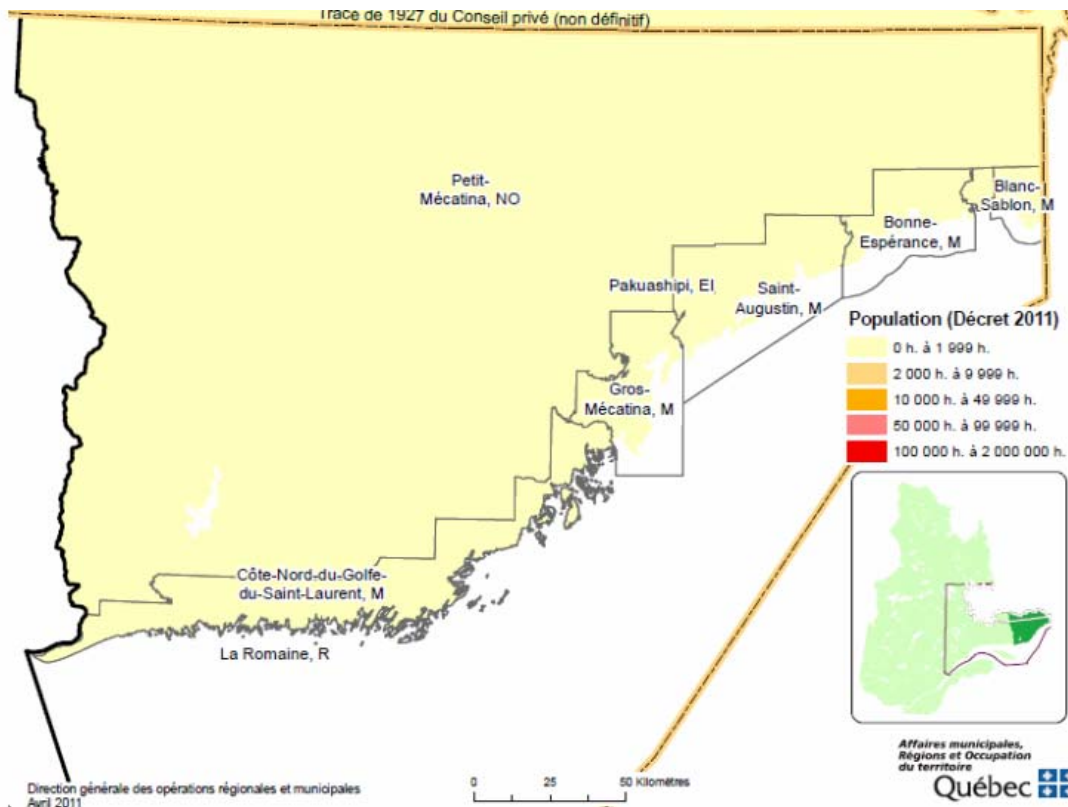 Tracé de 1927 du Conseil privé (non définitif)
Petit-
Mécatina, NO
Blanc-
Sablon, M
Bonne-
Espérance, M
Pakuashipi, EI
Saint-
Augustin, M
Gros-
Mécatina, M
Côte-Nord-du-Golfe-
du-Saint-Laurent, M
La Romaine, R
Population (Décret 2011)
0 h. à 1 999 h.
2 000 h. à 9 999 h.
10 000 h. à 49 999 h.
50 000 h. à 99 999 h.
100 000 h. à 2 000 000 h.
Direction générale des opérations régionales et municipales
Avril 2011
0 25 50 Kilomètres
Affaires municipales,
Régions et Occupation
du territoire
Québec